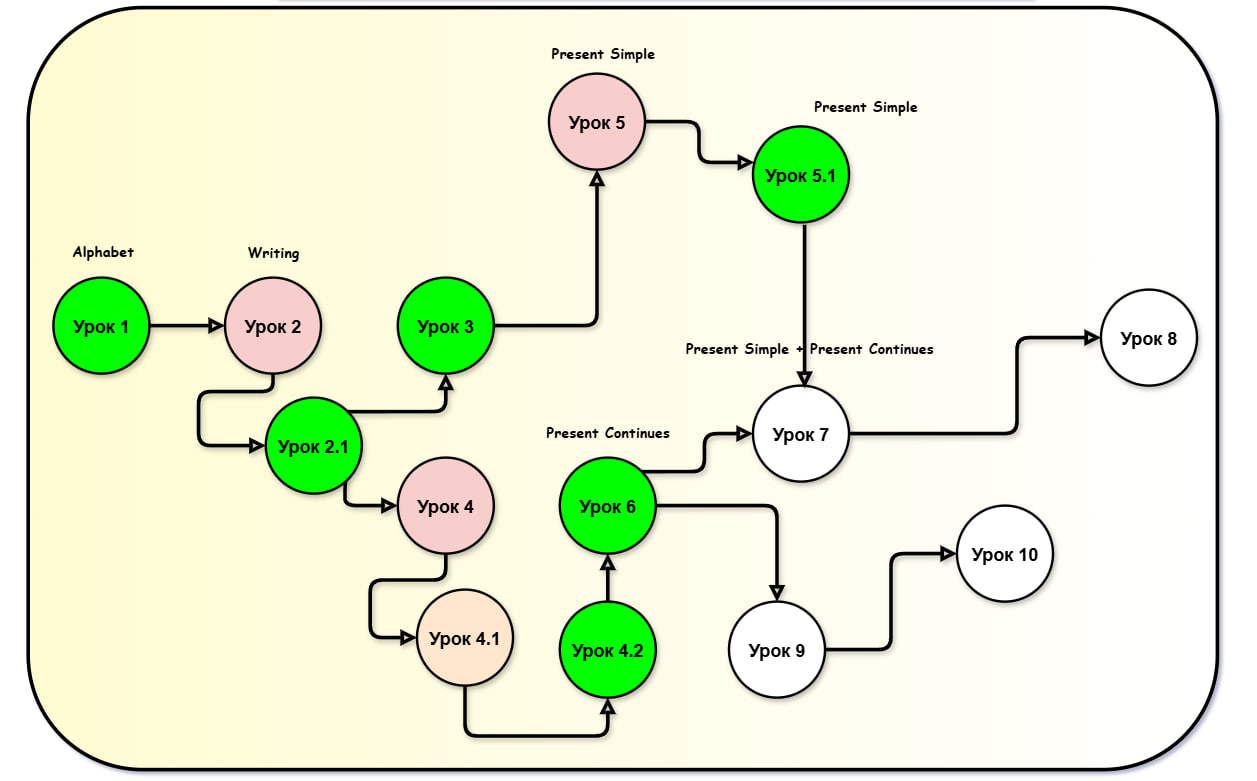 Present Simple
Урок 5
Present Simple
Урок 5.1
Alphabet
Writing
Урок 1
Урок 2
Урок 3
Present Simple + Present Continues
Урок 8
Урок 2.1
Present Continues
Урок 7
Урок 4
Урок 6
Урок 10
Урок 4.1
Урок 4.2
Урок 9